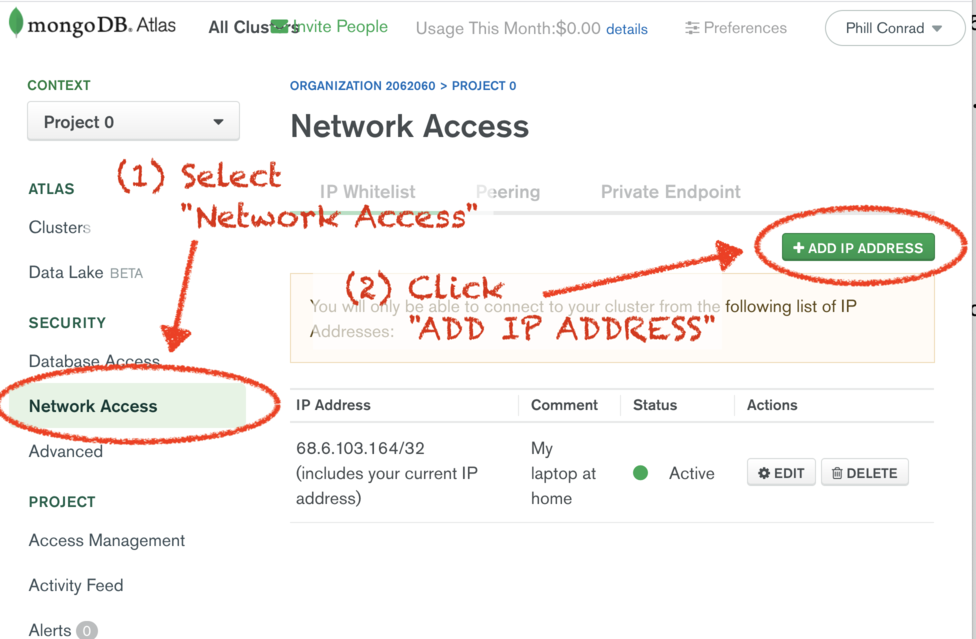 mongoDB. Atlas
All Clusters
Invite People
Usage This Month:$0.00 details
Preferences
Phill Conrad
CONTEXT
Project 0
ORGANIZATION 2062060 > PROJECT 0
Network Access
(1) Select
"Network Access"
IP Whitelist
Peering
Private Endpoint
ATLAS
Clusters
Data Lake BETA
+ ADD IP ADDRESS
(2) Click
"ADD IP ADDRESS"
You will only be able to connect to your cluster from the following list of IP
Addresses:
SECURITY
Database Access
Network Access
Advanced
IP Address Comment Status Actions
68.6.103.164/32
(includes your current IP
address)
My
laptop at
home
Active
EDIT
DELETE
PROJECT
Access Management
Activity Feed
Alerts 0